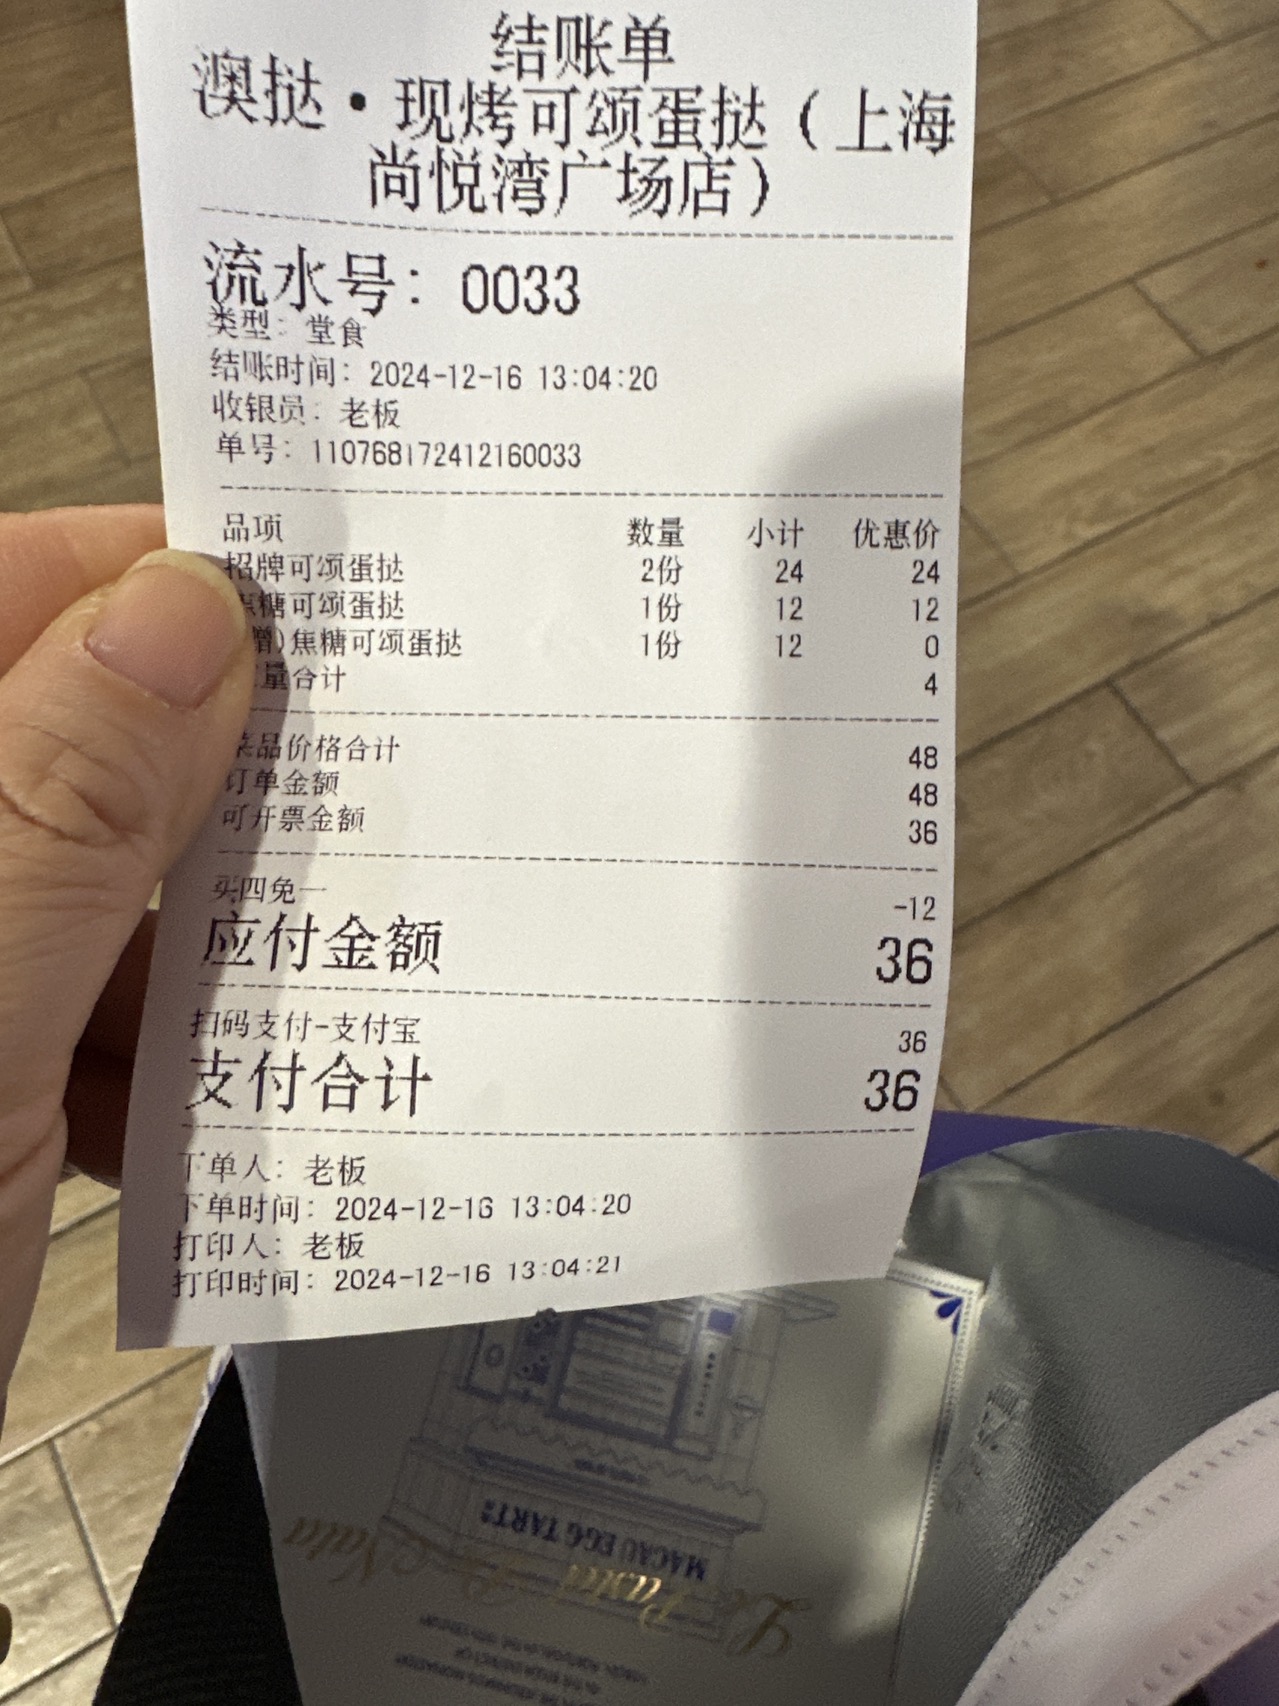 结账单
澳挞·现烤可颂蛋挞（上海
尚悦湾广场店）
流水号：0033
类型：堂食
结账时间：2024-12-16 13:04:20
收银员：老板
单号：110768172412160033
品项 数量 小计 优惠价
招牌可颂蛋挞 2份 24 24
焦糖可颂蛋挞 1份 12 12
赠)焦糖可颂蛋挞 1份 12 0
量合计 4
菜品价格合计 48
订单金额 48
可开票金额 36
买四免一 -12
应付金额 36
扫码支付-支付宝 36
支付合计 36
下单人：老板
下单时间：2024-12-16 13:04:20
打印人：老板
打印时间：2024-12-16 13:04:21
MACAO EGG TARTS
Nata